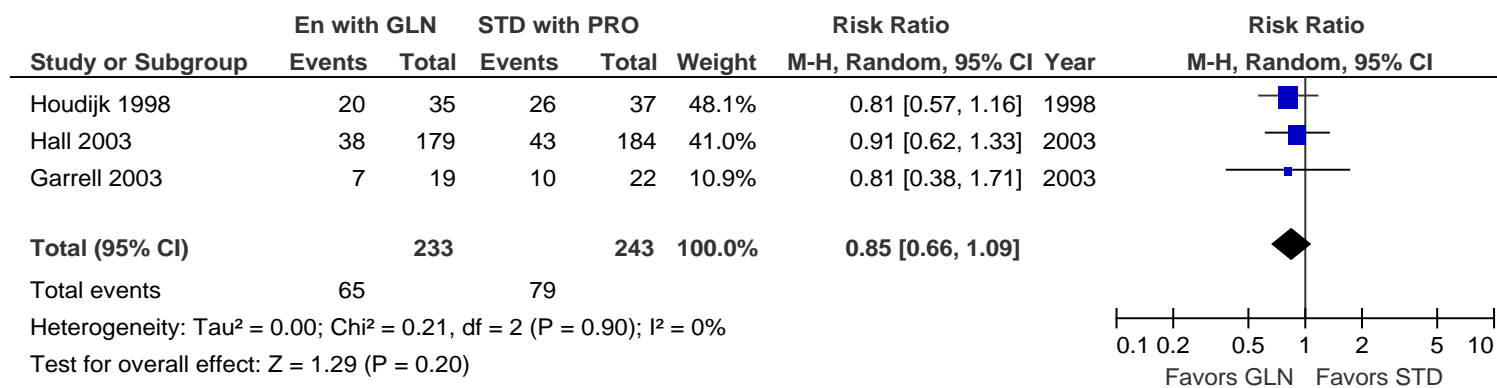 En with GLN STD with PRO Risk Ratio Risk Ratio
Study or Subgroup Events Total Events Total Weight M-H, Random, 95% CI Year M-H, Random, 95% CI
Houdijk 1998 20 35 26 37 48.1% 0.81 [0.57, 1.16] 1998
Hall 2003 38 179 43 184 41.0% 0.91 [0.62, 1.33] 2003
Garrell 2003 7 19 10 22 10.9% 0.81 [0.38, 1.71] 2003
Total (95% CI) 233 243 100.0% 0.85 [0.66, 1.09]
Total events 65 79
Heterogeneity: Tau² = 0.00; Chi² = 0.21, df = 2 (P = 0.90); I² = 0%
Test for overall effect: Z = 1.29 (P = 0.20)
0.1 0.2 0.5 1 2 5 10
Favors GLN Favors STD